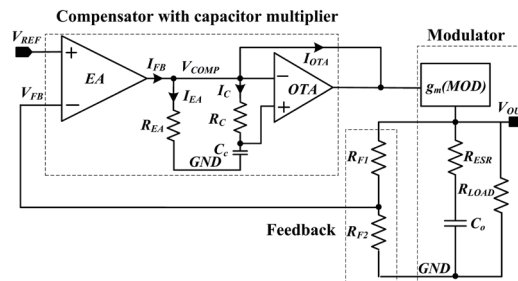 Compensator with capacitor multiplier
Modulator
V_REF
I_FB
V_COMP
I_OTA
EA
OTA
g_m(MOD)
V_FB
I_EA
I_C
R_EA
R_C
C_c
GND
R_F1
R_ESR
R_LOAD
Feedback
R_F2
C_o
GND